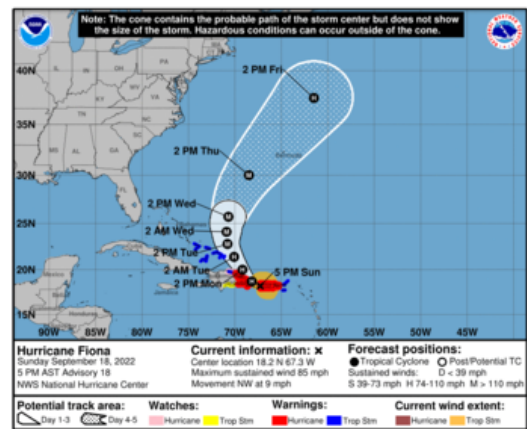 Note: The cone contains the probable path of the storm center but does not show
the size of the storm. Hazardous conditions can occur outside of the cone.
NOAA
40N
35N
30N
25N
20N
15N
2 PM Fri
2 PM Thu
2 PM Wed
2 AM Wed
2 PM Tue
2 AM Tue
2 PM Mon
5 PM Sun
90W 85W 80W 75W 70W 65W 60W 55W
Hurricane Fiona
Sunday September 18, 2022
5 PM AST Advisory 18
NWS National Hurricane Center
Current information: x
Center location 18.2 N 67.3 W
Maximum sustained wind 85 mph
Movement NW at 9 mph
Forecast positions:
Tropical Cyclone Post/Potential TC
Sustained winds: D < 39 mph
S 39-73 mph H 74-110 mph M > 110 mph
Potential track area:
Day 1-3 Day 4-5
Watches:
Hurricane Trop Stm
Warnings:
Hurricane Trop Stm
Current wind extent:
Hurricane Trop Stm